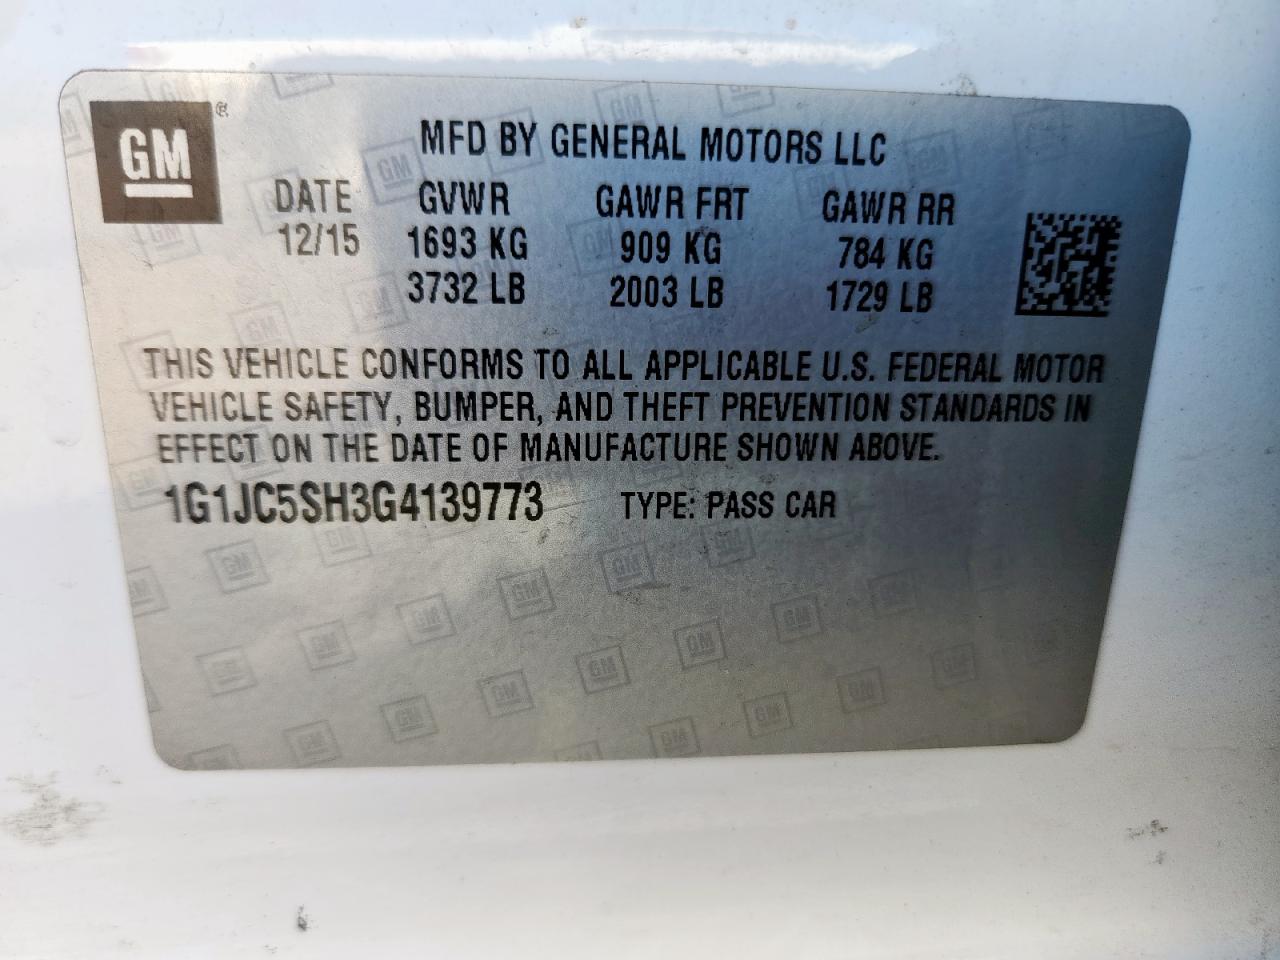 GM ®
MFD BY GENERAL MOTORS LLC
DATE GVWR GAWR FRT GAWR RR
12/15 1693 KG 909 KG 784 KG
3732 LB 2003 LB 1729 LB
THIS VEHICLE CONFORMS TO ALL APPLICABLE U.S. FEDERAL MOTOR
VEHICLE SAFETY, BUMPER, AND THEFT PREVENTION STANDARDS IN
EFFECT ON THE DATE OF MANUFACTURE SHOWN ABOVE.
1G1JC5SH3G4139773 TYPE: PASS CAR